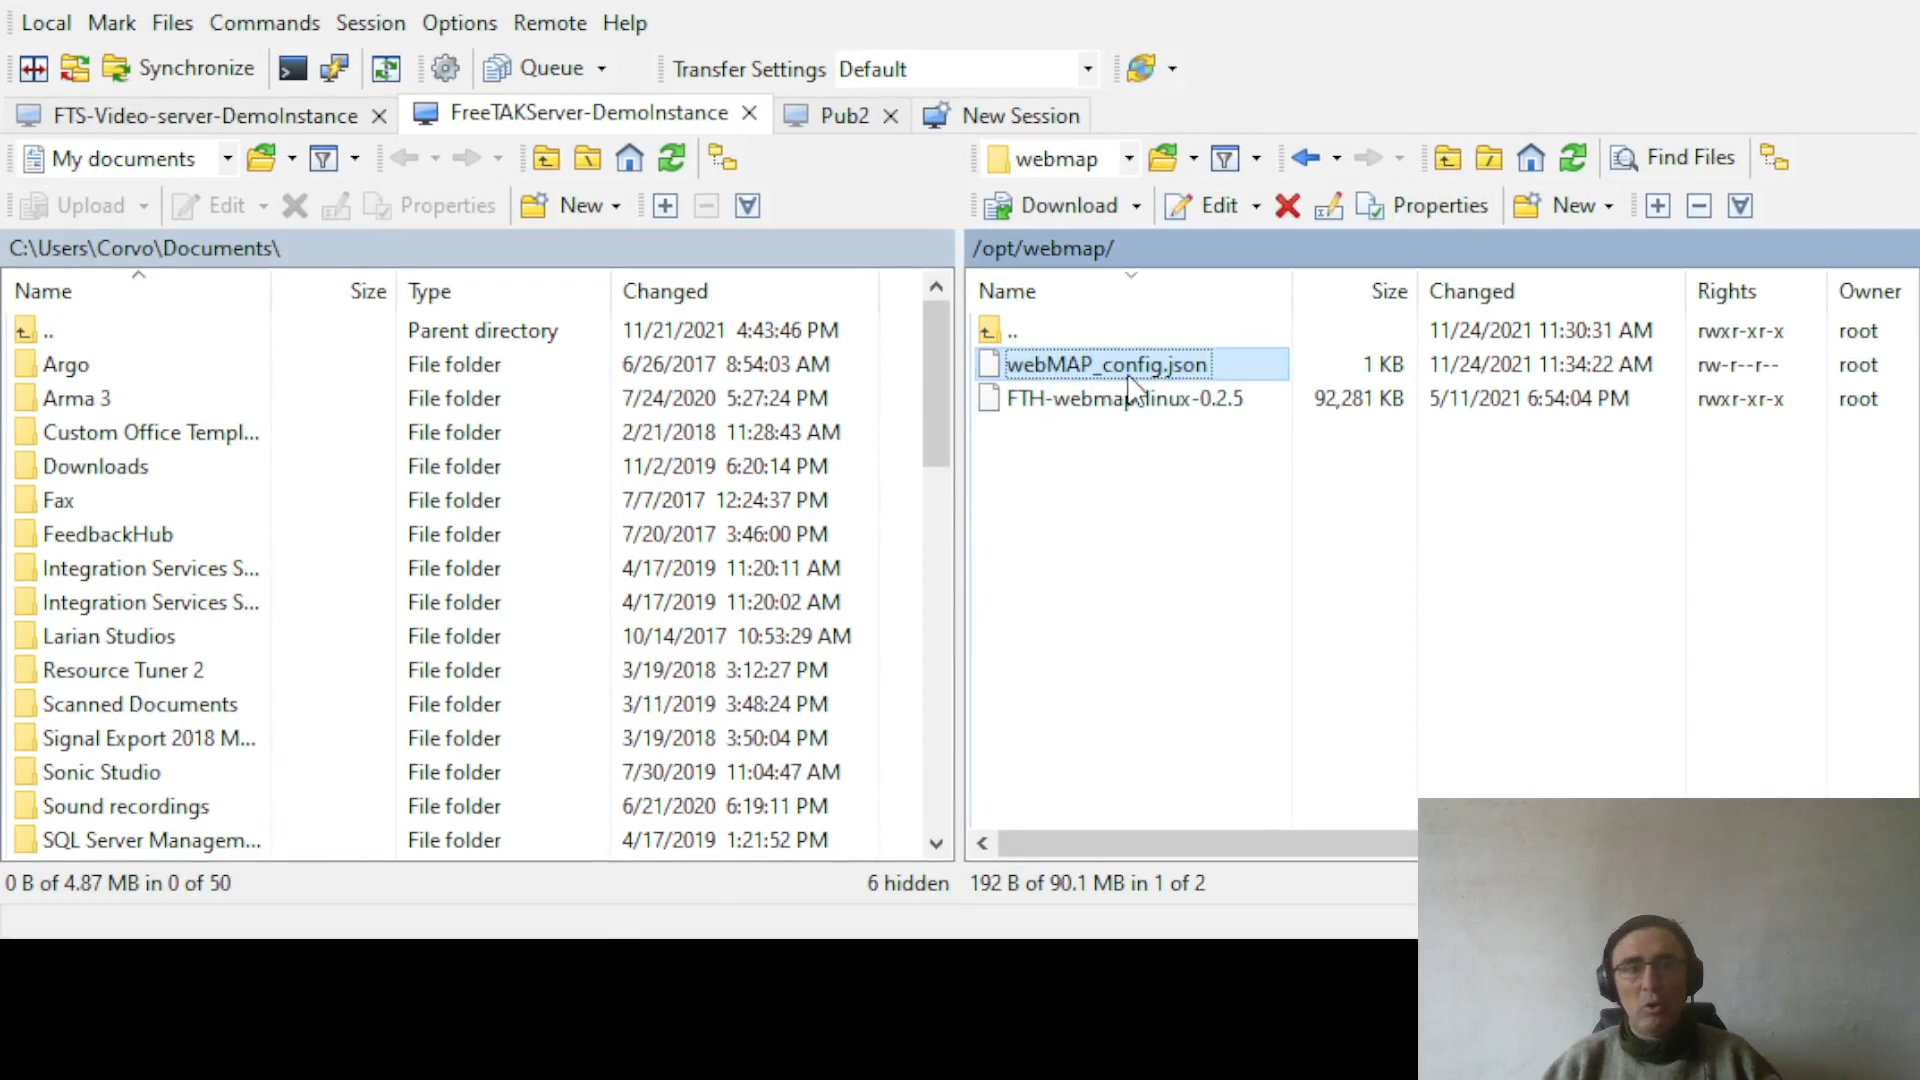 Local Mark Files Commands Session Options Remote Help
Synchronize Queue Transfer Settings Default
FTS-Video-server-DemoInstance FreeTAKServer-DemoInstance Pub2 New Session
My documents webmap Find Files
Upload Edit Properties New Download Edit Properties New
C:\Users\Corvo\Documents\ /opt/webmap/
Name Size Type Changed
.. Parent directory 11/21/2021 4:43:46 PM
Argo File folder 6/26/2017 8:54:03 AM
Arma 3 File folder 7/24/2020 5:27:24 PM
Custom Office Templ... File folder 2/21/2018 11:28:43 AM
Downloads File folder 11/2/2019 6:20:14 PM
Fax File folder 7/7/2017 12:24:37 PM
FeedbackHub File folder 7/20/2017 3:46:00 PM
Integration Services S... File folder 4/17/2019 11:20:11 AM
Integration Services S... File folder 4/17/2019 11:20:02 AM
Larian Studios File folder 10/14/2017 10:53:29 AM
Resource Tuner 2 File folder 3/19/2018 3:12:27 PM
Scanned Documents File folder 3/11/2019 3:48:24 PM
Signal Export 2018 M... File folder 3/19/2018 3:50:04 PM
Sonic Studio File folder 7/30/2019 11:04:47 AM
Sound recordings File folder 6/21/2020 6:19:11 PM
SQL Server Managem... File folder 4/17/2019 1:21:52 PM
Name Size Changed Rights Owner
.. 11/24/2021 11:30:31 AM rwxr-xr-x root
webMAP_config.json 1 KB 11/24/2021 11:34:22 AM rw-r--r-- root
FTH-webmap-linux-0.2.5 92,281 KB 5/11/2021 6:54:04 PM rwxr-xr-x root
0 B of 4.87 MB in 0 of 50 6 hidden 192 B of 90.1 MB in 1 of 2